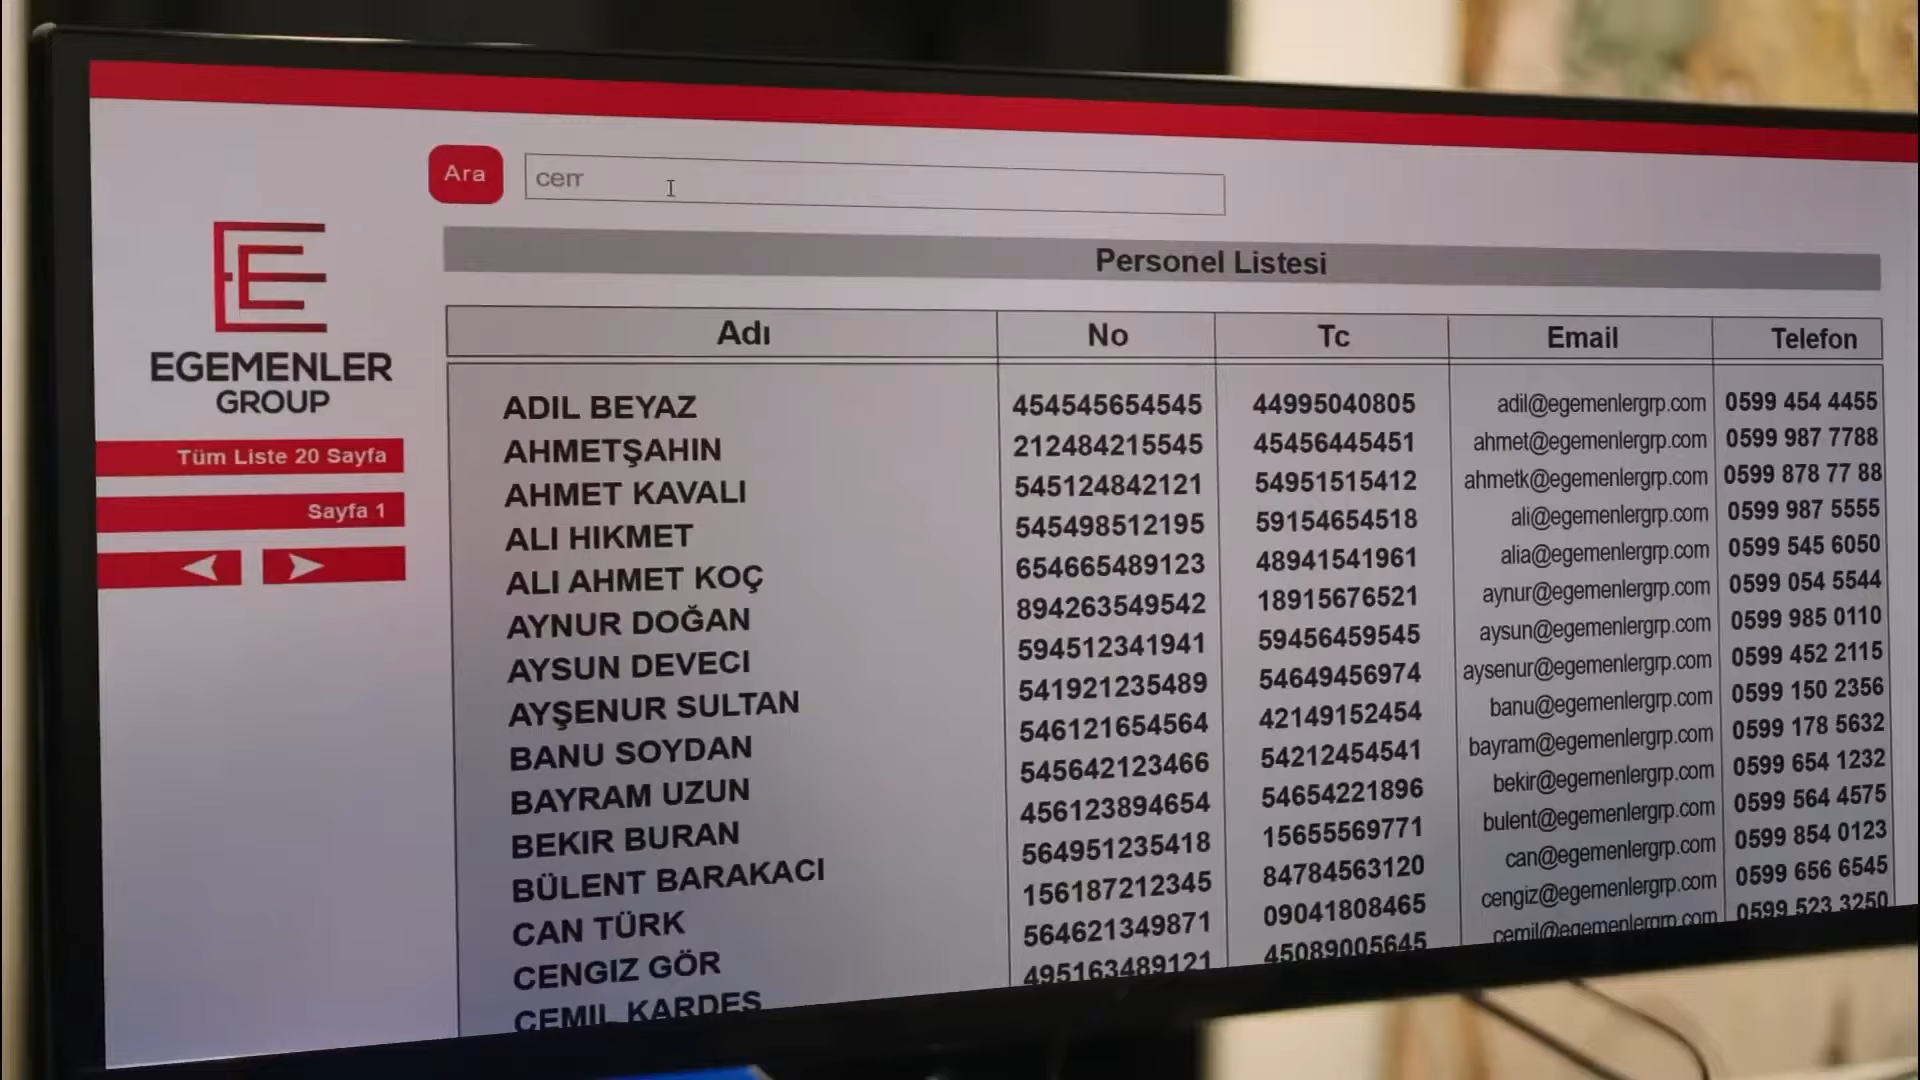 Ara
cem
EGEMENLER
GROUP
Tüm Liste 20 Sayfa
Sayfa 1
Personel Listesi
Adı No Tc Email Telefon
ADIL BEYAZ 454545654545 44995040805 adil@egemenlergrp.com 0599 454 4455
AHMETŞAHIN 212484215545 45456445451 ahmet@egemenlergrp.com 0599 987 7788
AHMET KAVALI 545124842121 54951515412 ahmetk@egemenlergrp.com 0599 878 77 88
ALI HIKMET 545498512195 59154654518 ali@egemenlergrp.com 0599 987 5555
ALI AHMET KOÇ 654665489123 48941541961 alia@egemenlergrp.com 0599 545 6050
AYNUR DOĞAN 894263549542 18915676521 aynur@egemenlergrp.com 0599 054 5544
AYSUN DEVECI 594512341941 59456459545 aysun@egemenlergrp.com 0599 985 0110
AYŞENUR SULTAN 541921235489 54649456974 aysenur@egemenlergrp.com 0599 452 2115
BANU SOYDAN 546121654564 42149152454 banu@egemenlergrp.com 0599 150 2356
BAYRAM UZUN 545642123466 54212454541 bayram@egemenlergrp.com 0599 178 5632
BEKIR BURAN 456123894654 54654221896 bekir@egemenlergrp.com 0599 654 1232
BÜLENT BARAKACI 564951235418 15655569771 bulent@egemenlergrp.com 0599 564 4575
CAN TÜRK 156187212345 84784563120 can@egemenlergrp.com 0599 854 0123
CENGIZ GÖR 564621349871 09041808465 cengiz@egemenlergrp.com 0599 656 6545
CEMIL KARDEŞ 495163489121 45089005645 cemil@egemenlergrp.com 0599 523 3250